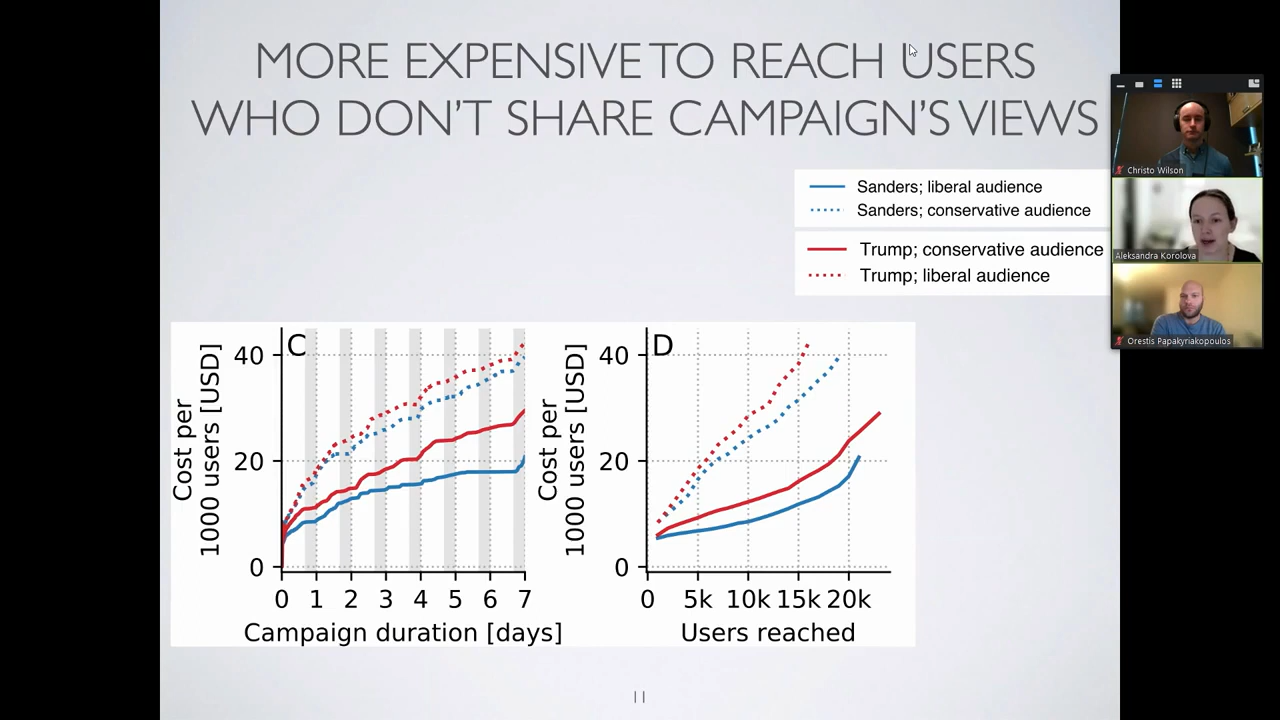 MORE EXPENSIVE TO REACH USERS
WHO DON'T SHARE CAMPAIGN'S VIEWS
Sanders; liberal audience
Sanders; conservative audience
Trump; conservative audience
Trump; liberal audience
Christo Wilson
Aleksandra Korolova
Orestis Papakyriakopoulos
C
Cost per
1000 users [USD]
40
20
0
0 1 2 3 4 5 6 7
Campaign duration [days]
D
Cost per
1000 users [USD]
40
20
0
0 5k 10k 15k 20k
Users reached
11